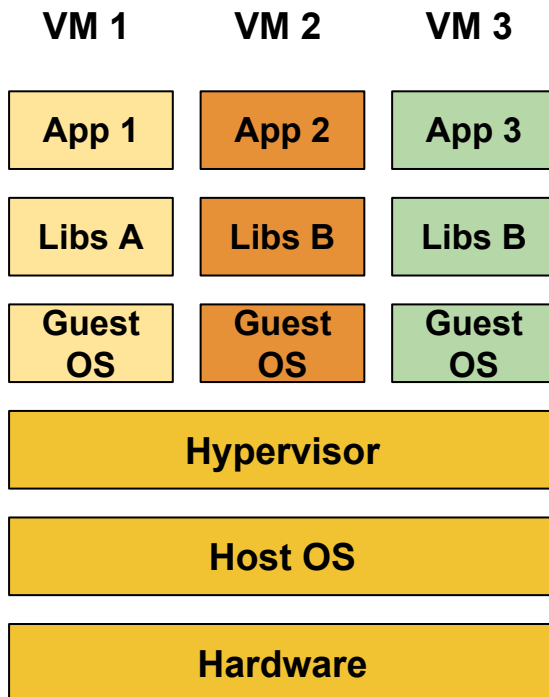 VM 1 VM 2 VM 3
App 1 App 2 App 3
Libs A Libs B Libs B
Guest OS Guest OS Guest OS
Hypervisor
Host OS
Hardware